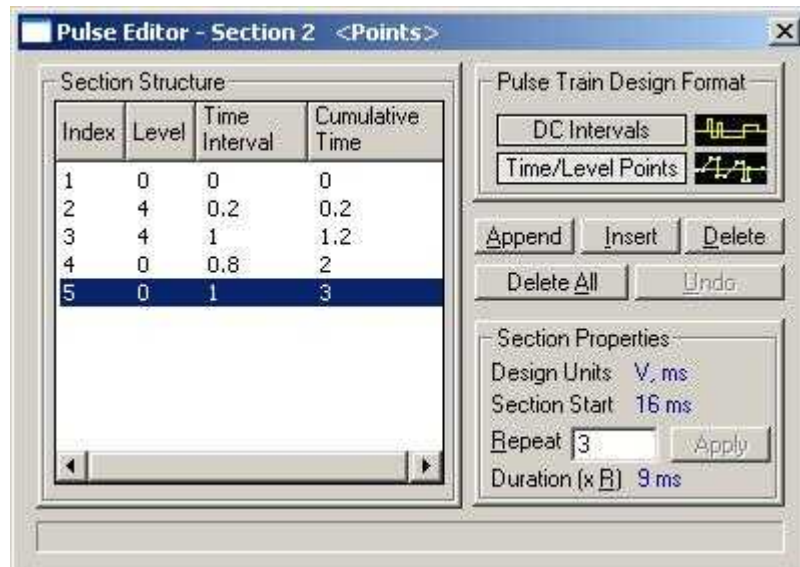 Pulse Editor - Section 2 <Points>
Section Structure
Index Level Time Interval Cumulative Time
1 0 0 0
2 4 0.2 0.2
3 4 1 1.2
4 0 0.8 2
5 0 1 3
Pulse Train Design Format
DC Intervals
Time/Level Points
Append Insert Delete
Delete All Undo
Section Properties
Design Units V, ms
Section Start 16 ms
Repeat 3 Apply
Duration (x R) 9 ms